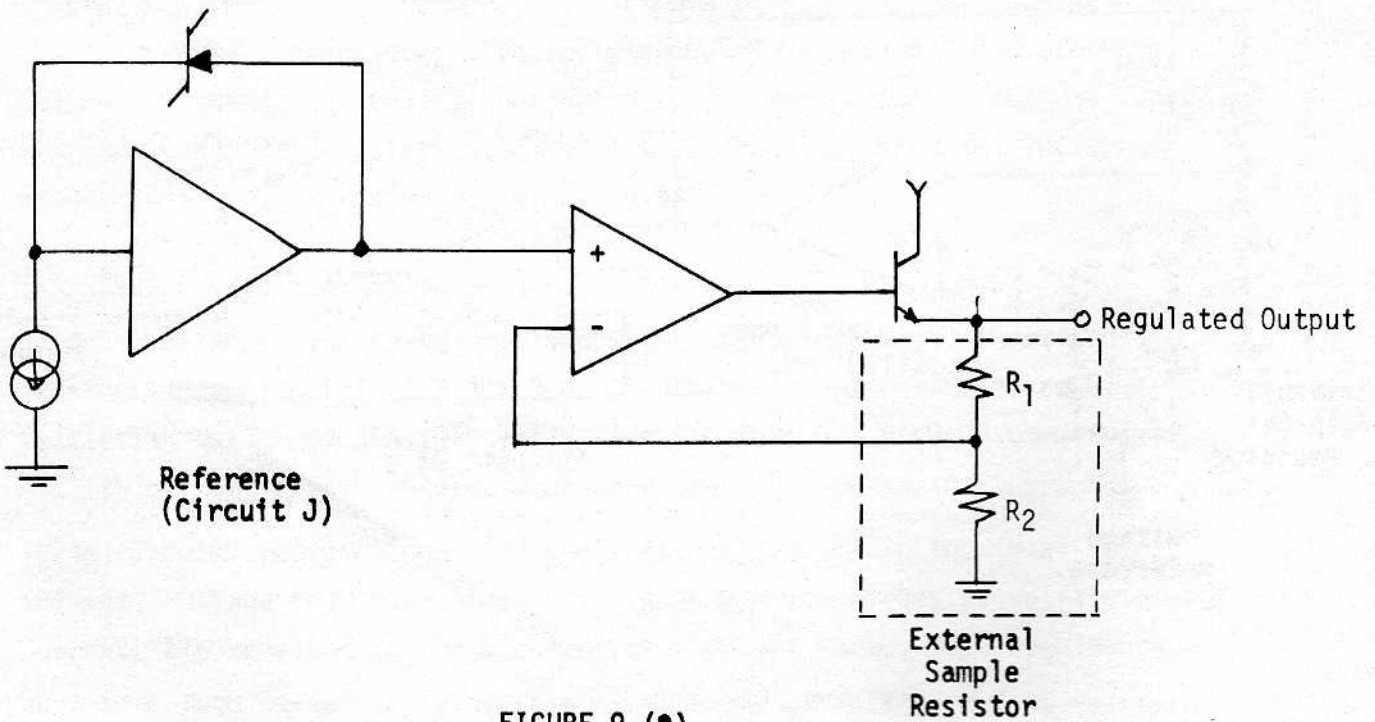 +
-
Regulated Output
R1
R2
Reference
(Circuit J)
External
Sample
Resistor